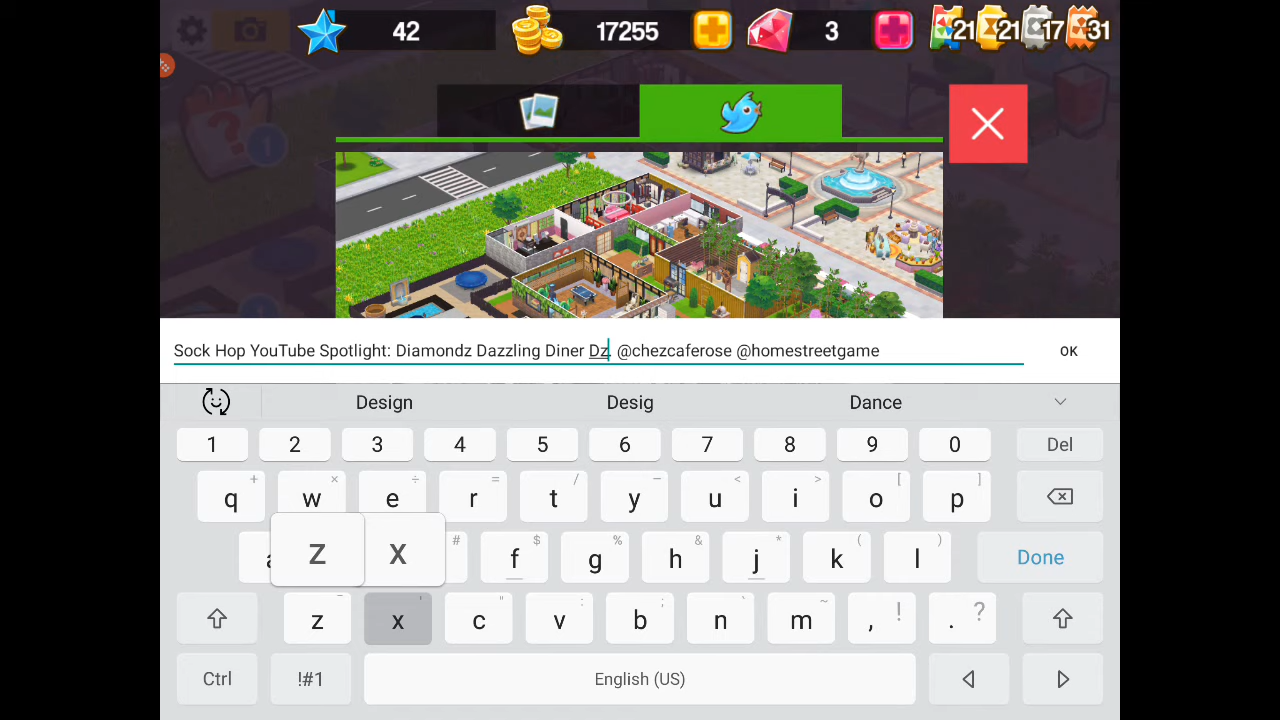 42 17255 3 21 21 17 31
?
1
Sock Hop YouTube Spotlight: Diamondz Dazzling Diner Dz. @chezcaferose @homestreetgame OK
Design Desig Dance
1 2 3 4 5 6 7 8 9 0 Del
+ × ÷ = / _ < > [ ]
q w e r t y u i o p
z x
# $ % & * ( )
a f g h j k l Done
- ' " : ; ` ~ ! ?
z x c v b n m , .
Ctrl !#1 English (US)